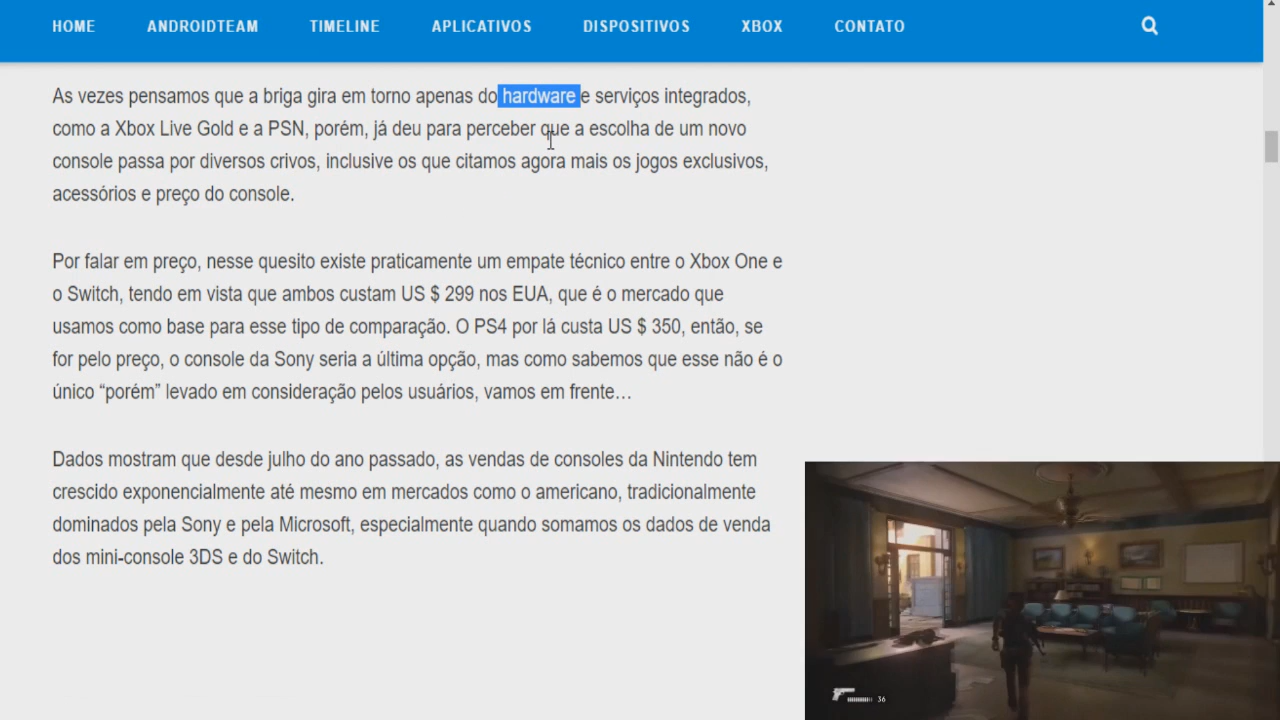 HOME ANDROIDTEAM TIMELINE APLICATIVOS DISPOSITIVOS XBOX CONTATO
As vezes pensamos que a briga gira em torno apenas do hardware e serviços integrados,
como a Xbox Live Gold e a PSN, porém, já deu para perceber que a escolha de um novo
console passa por diversos crivos, inclusive os que citamos agora mais os jogos exclusivos,
acessórios e preço do console.
Por falar em preço, nesse quesito existe praticamente um empate técnico entre o Xbox One e
o Switch, tendo em vista que ambos custam US $ 299 nos EUA, que é o mercado que
usamos como base para esse tipo de comparação. O PS4 por lá custa US $ 350, então, se
for pelo preço, o console da Sony seria a última opção, mas como sabemos que esse não é o
único “porém” levado em consideração pelos usuários, vamos em frente…
Dados mostram que desde julho do ano passado, as vendas de consoles da Nintendo tem
crescido exponencialmente até mesmo em mercados como o americano, tradicionalmente
dominados pela Sony e pela Microsoft, especialmente quando somamos os dados de venda
dos mini-console 3DS e do Switch.
36